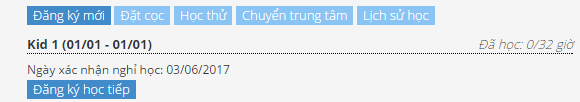 Đăng ký mới Đặt cọc Học thử Chuyển trung tâm Lịch sử học
Kid 1 (01/01 - 01/01) Đã học: 0/32 giờ
Ngày xác nhận nghỉ học: 03/06/2017
Đăng ký học tiếp